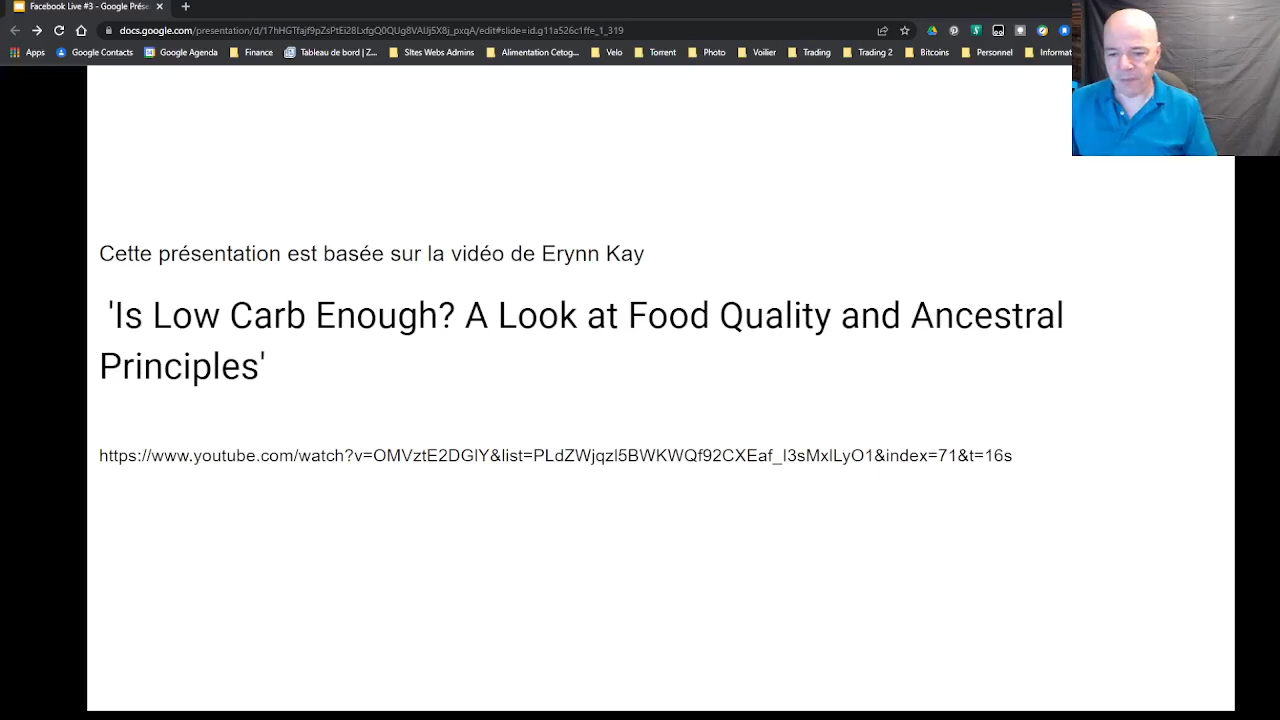 Facebook Live #3 - Google Prése
docs.google.com/presentation/d/17hHGTfajf9pZsPtEi28LxfgQ0QUg8VAUj5X8j_pxqA/edit#slide=id.g11a526c1ffe_1_319
Apps Google Contacts Google Agenda Finance Tableau de bord | Z... SItes Webs Admins Alimentation Cetog... Velo Torrent Photo Voilier Trading Trading 2 Bitcoins Personnel Informat
Cette présentation est basée sur la vidéo de Erynn Kay
'Is Low Carb Enough? A Look at Food Quality and Ancestral
Principles'
https://www.youtube.com/watch?v=OMVztE2DGIY&list=PLdZWjqzI5BWKWQf92CXEaf_I3sMxlLyO1&index=71&t=16s